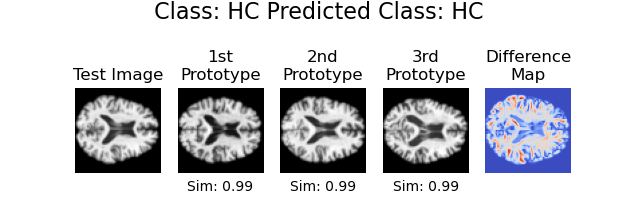 Class: HC Predicted Class: HC
Test Image
1st
Prototype
2nd
Prototype
3rd
Prototype
Difference
Map
Sim: 0.99
Sim: 0.99
Sim: 0.99